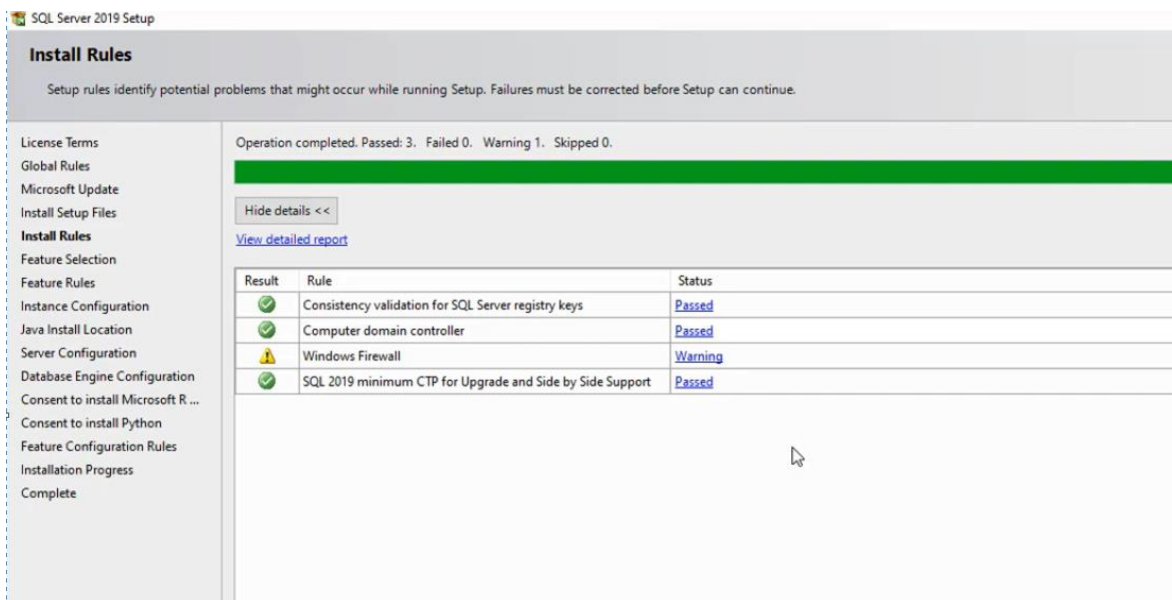 SQL Server 2019 Setup
Install Rules
Setup rules identify potential problems that might occur while running Setup. Failures must be corrected before Setup can continue.
License Terms
Global Rules
Microsoft Update
Install Setup Files
Install Rules
Feature Selection
Feature Rules
Instance Configuration
Java Install Location
Server Configuration
Database Engine Configuration
Consent to install Microsoft R ...
Consent to install Python
Feature Configuration Rules
Installation Progress
Complete
Operation completed. Passed: 3. Failed 0. Warning 1. Skipped 0.
Hide details <<
View detailed report
Result Rule Status
Consistency validation for SQL Server registry keys Passed
Computer domain controller Passed
Windows Firewall Warning
SQL 2019 minimum CTP for Upgrade and Side by Side Support Passed